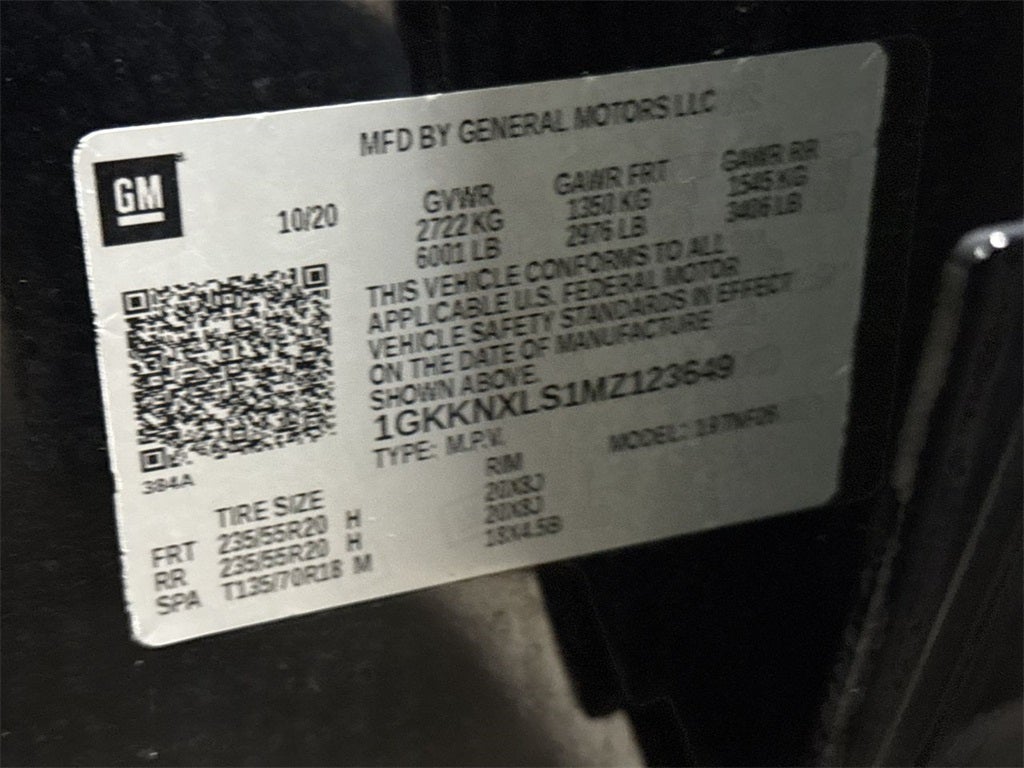 MFD BY GENERAL MOTORS LLC
GM
10/20
GVWR GAWR FRT GAWR RR
2722 KG 1350 KG 1545 KG
6001 LB 2976 LB 3406 LB
THIS VEHICLE CONFORMS TO ALL
APPLICABLE U.S. FEDERAL MOTOR
VEHICLE SAFETY STANDARDS IN EFFECT
ON THE DATE OF MANUFACTURE
SHOWN ABOVE.
1GKKNXLS1MZ123649
TYPE: M.P.V. MODEL:
384A
TIRE SIZE RIM
FRT 235/55R20 H 20X8J
RR 235/55R20 H 20X8J
SPA T135/70R18 M 18X4.5B